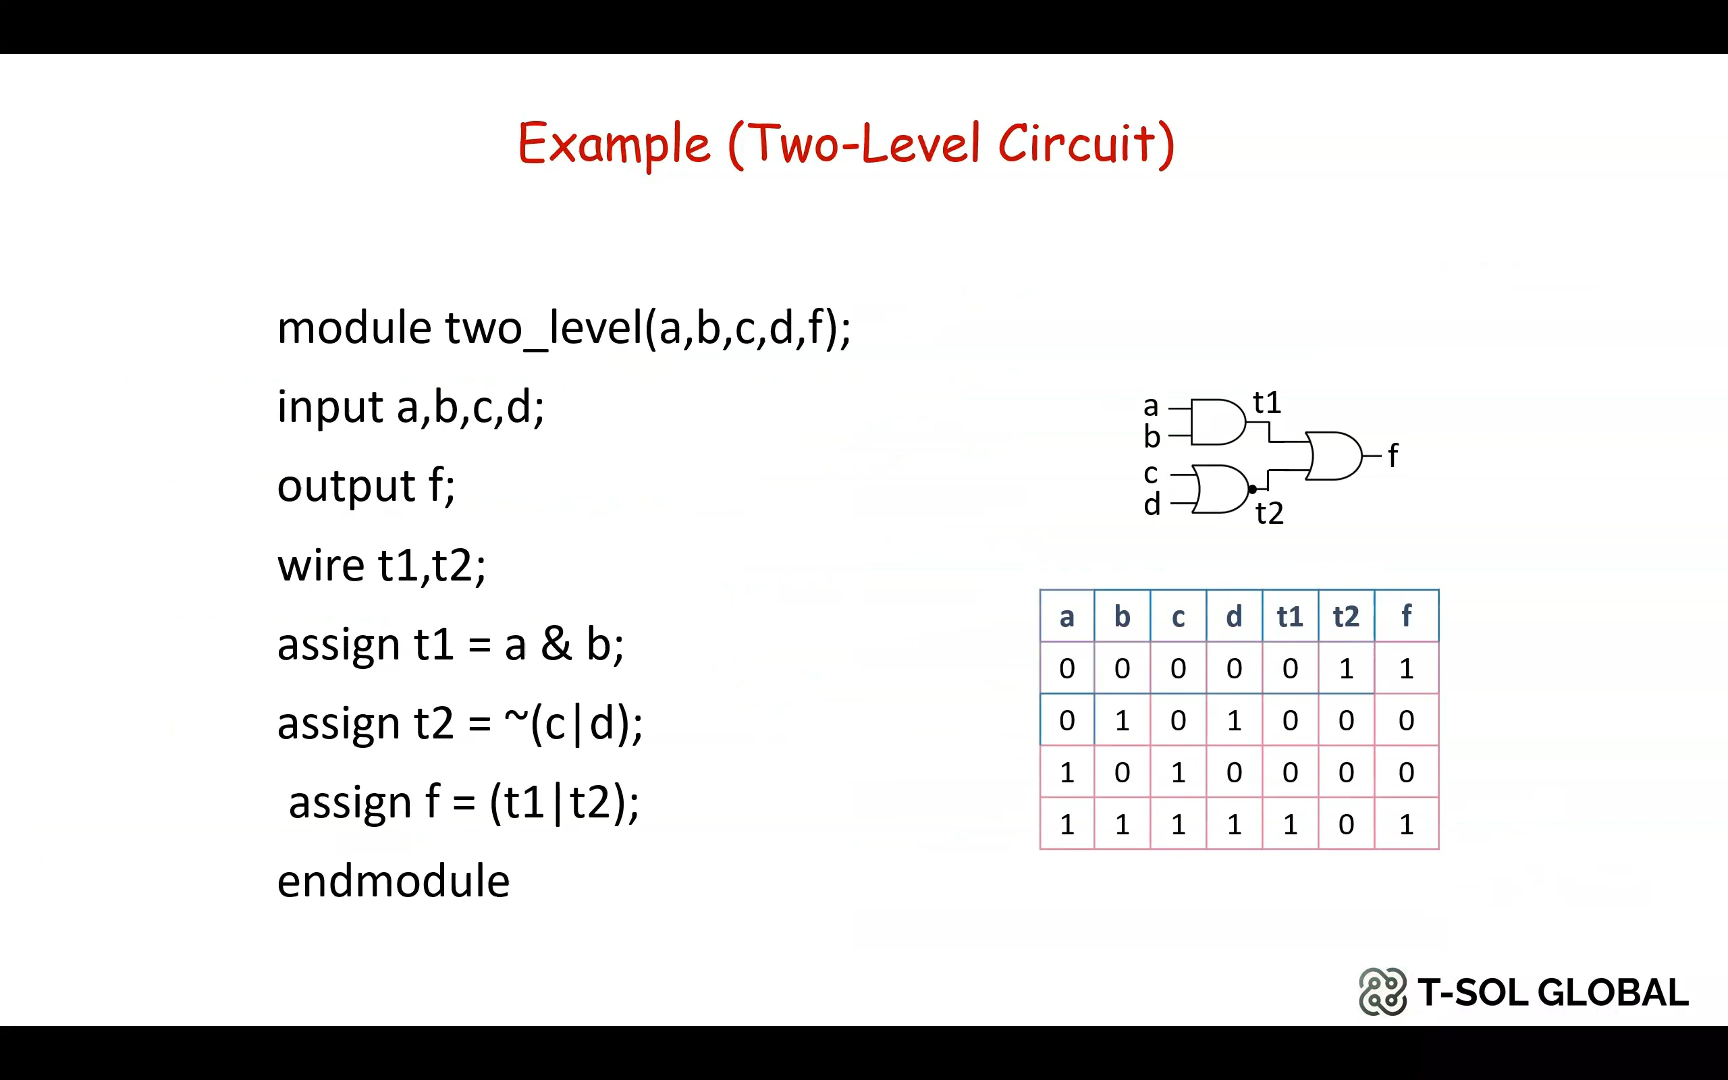 Example (Two-Level Circuit)
module two_level(a,b,c,d,f);
input a,b,c,d;
output f;
wire t1,t2;
assign t1 = a & b;
assign t2 = ~(c|d);
assign f = (t1|t2);
endmodule
a
b
c
d
t1
t2
f
a b c d t1 t2 f
0 0 0 0 0 1 1
0 1 0 1 0 0 0
1 0 1 0 0 0 0
1 1 1 1 1 0 1
T-SOL GLOBAL